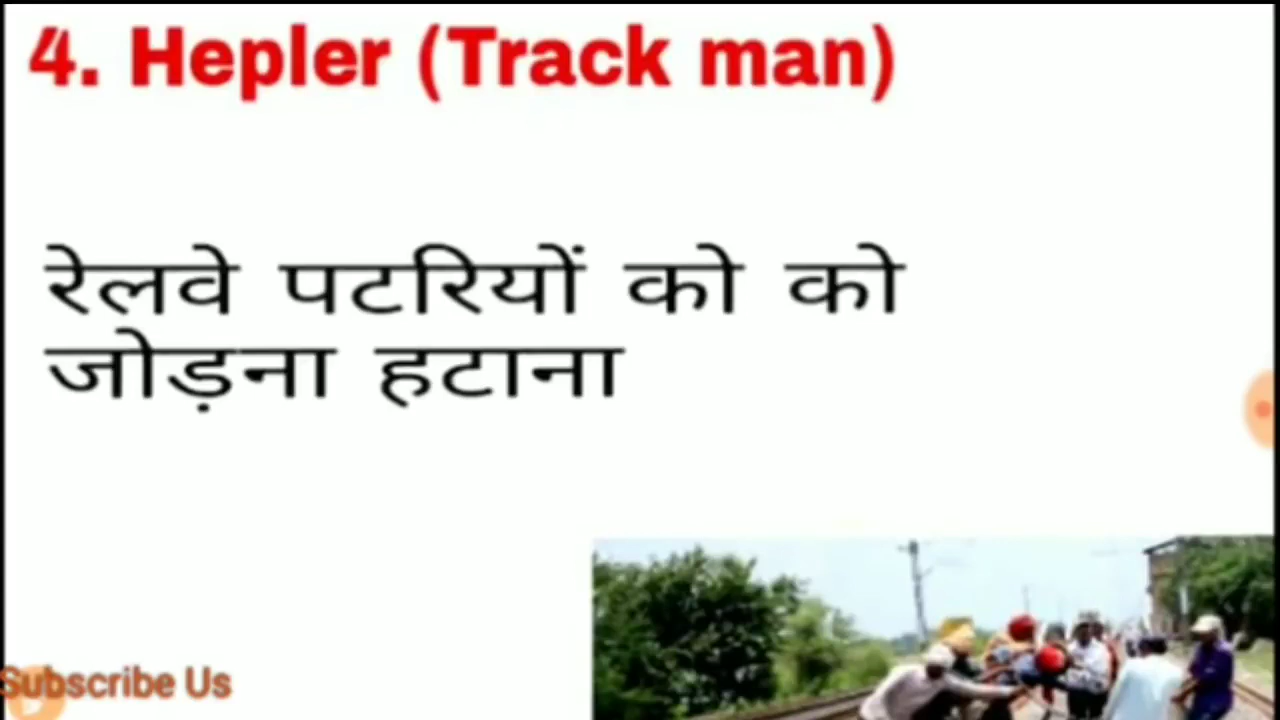 4. Hepler (Track man)
रेलवे पटरियों को को
जोड़ना हटाना
Subscribe Us